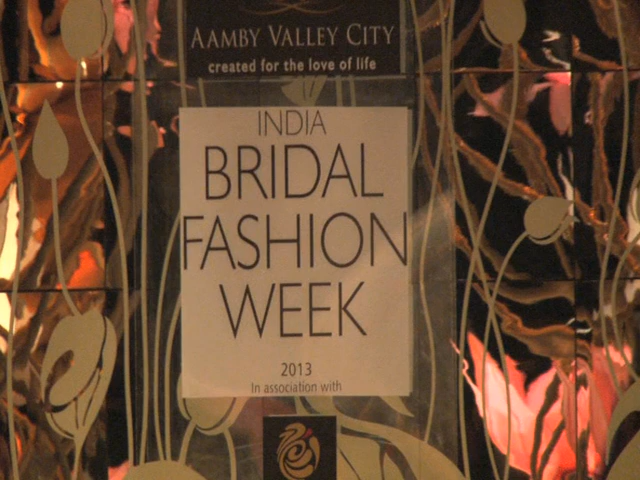 AAMBY VALLEY CITY
created for the love of life
INDIA
BRIDAL
FASHION
WEEK
2013
In association with